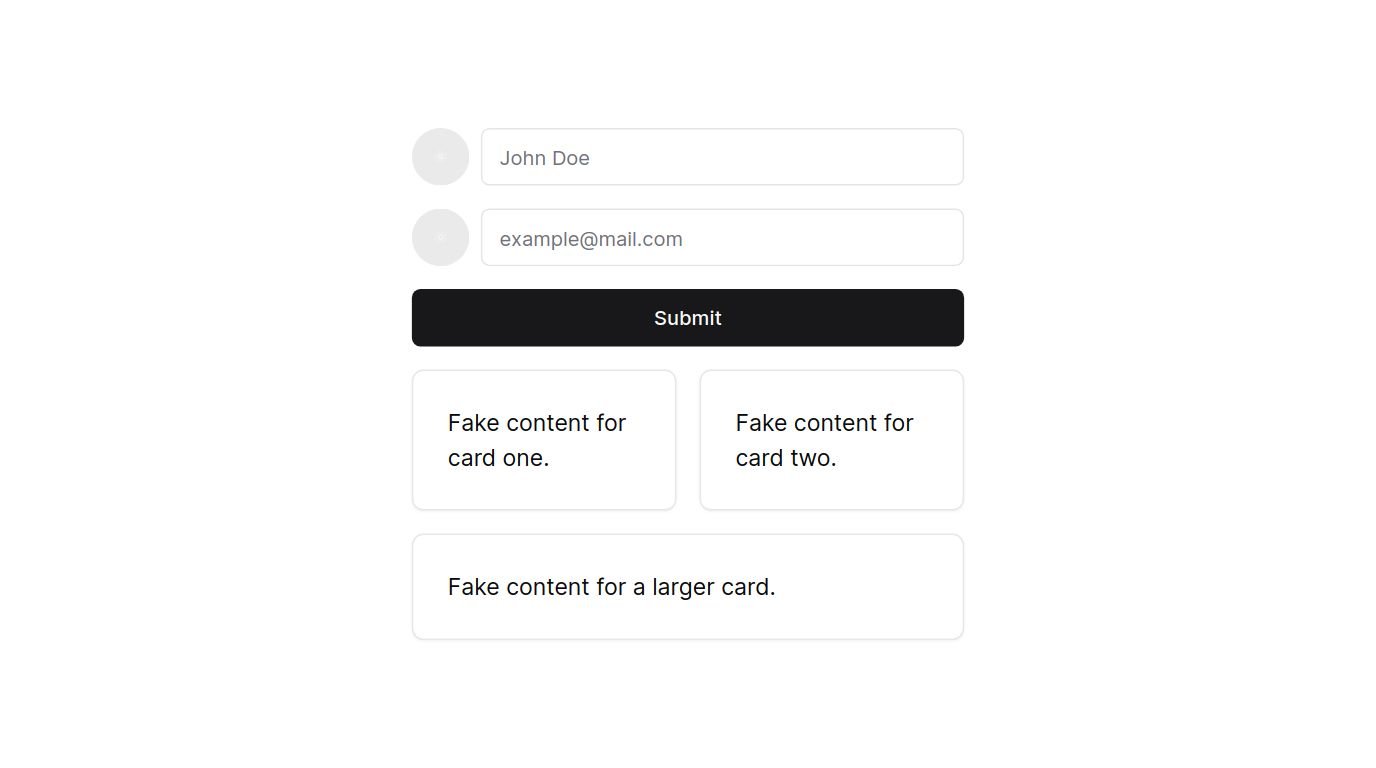 John Doe
example@mail.com
Submit
Fake content for
card one.
Fake content for
card two.
Fake content for a larger card.